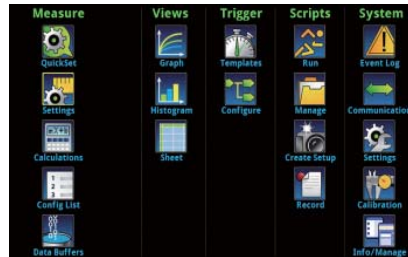 Measure Views Trigger Scripts System
QuickSet Graph Templates Run Event Log
Settings Histogram Configure Manage Communication
Calculations Sheet Create Setup Settings
Config List Record Calibration
Data Buffers Info/Manage